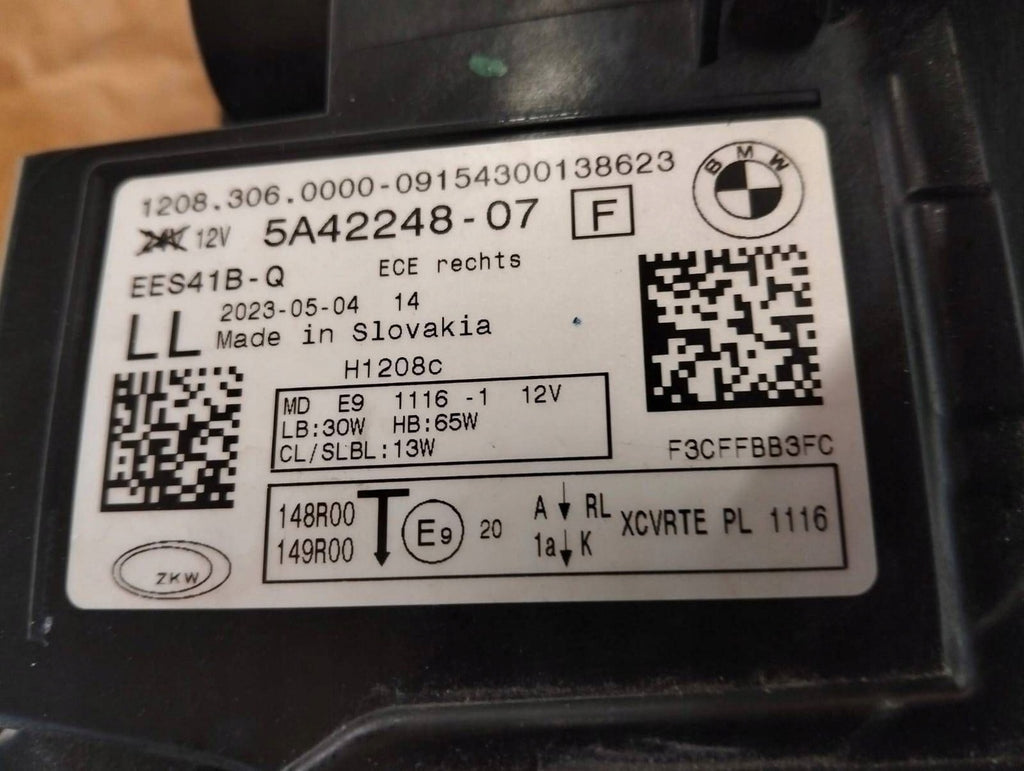 1208.306.0000-09154300138623
BMW
24V 12V 5A42248-07 F
EES41B-Q ECE rechts
2023-05-04 14
LL Made in Slovakia
H1208c
MD E9 1116 -1 12V
LB:30W HB:65W
CL/SLBL:13W
F3CFFBB3FC
148R00 T E9 20 A ↓ RL XCVRTE PL 1116
149R00 1a ↓ K
ZKW